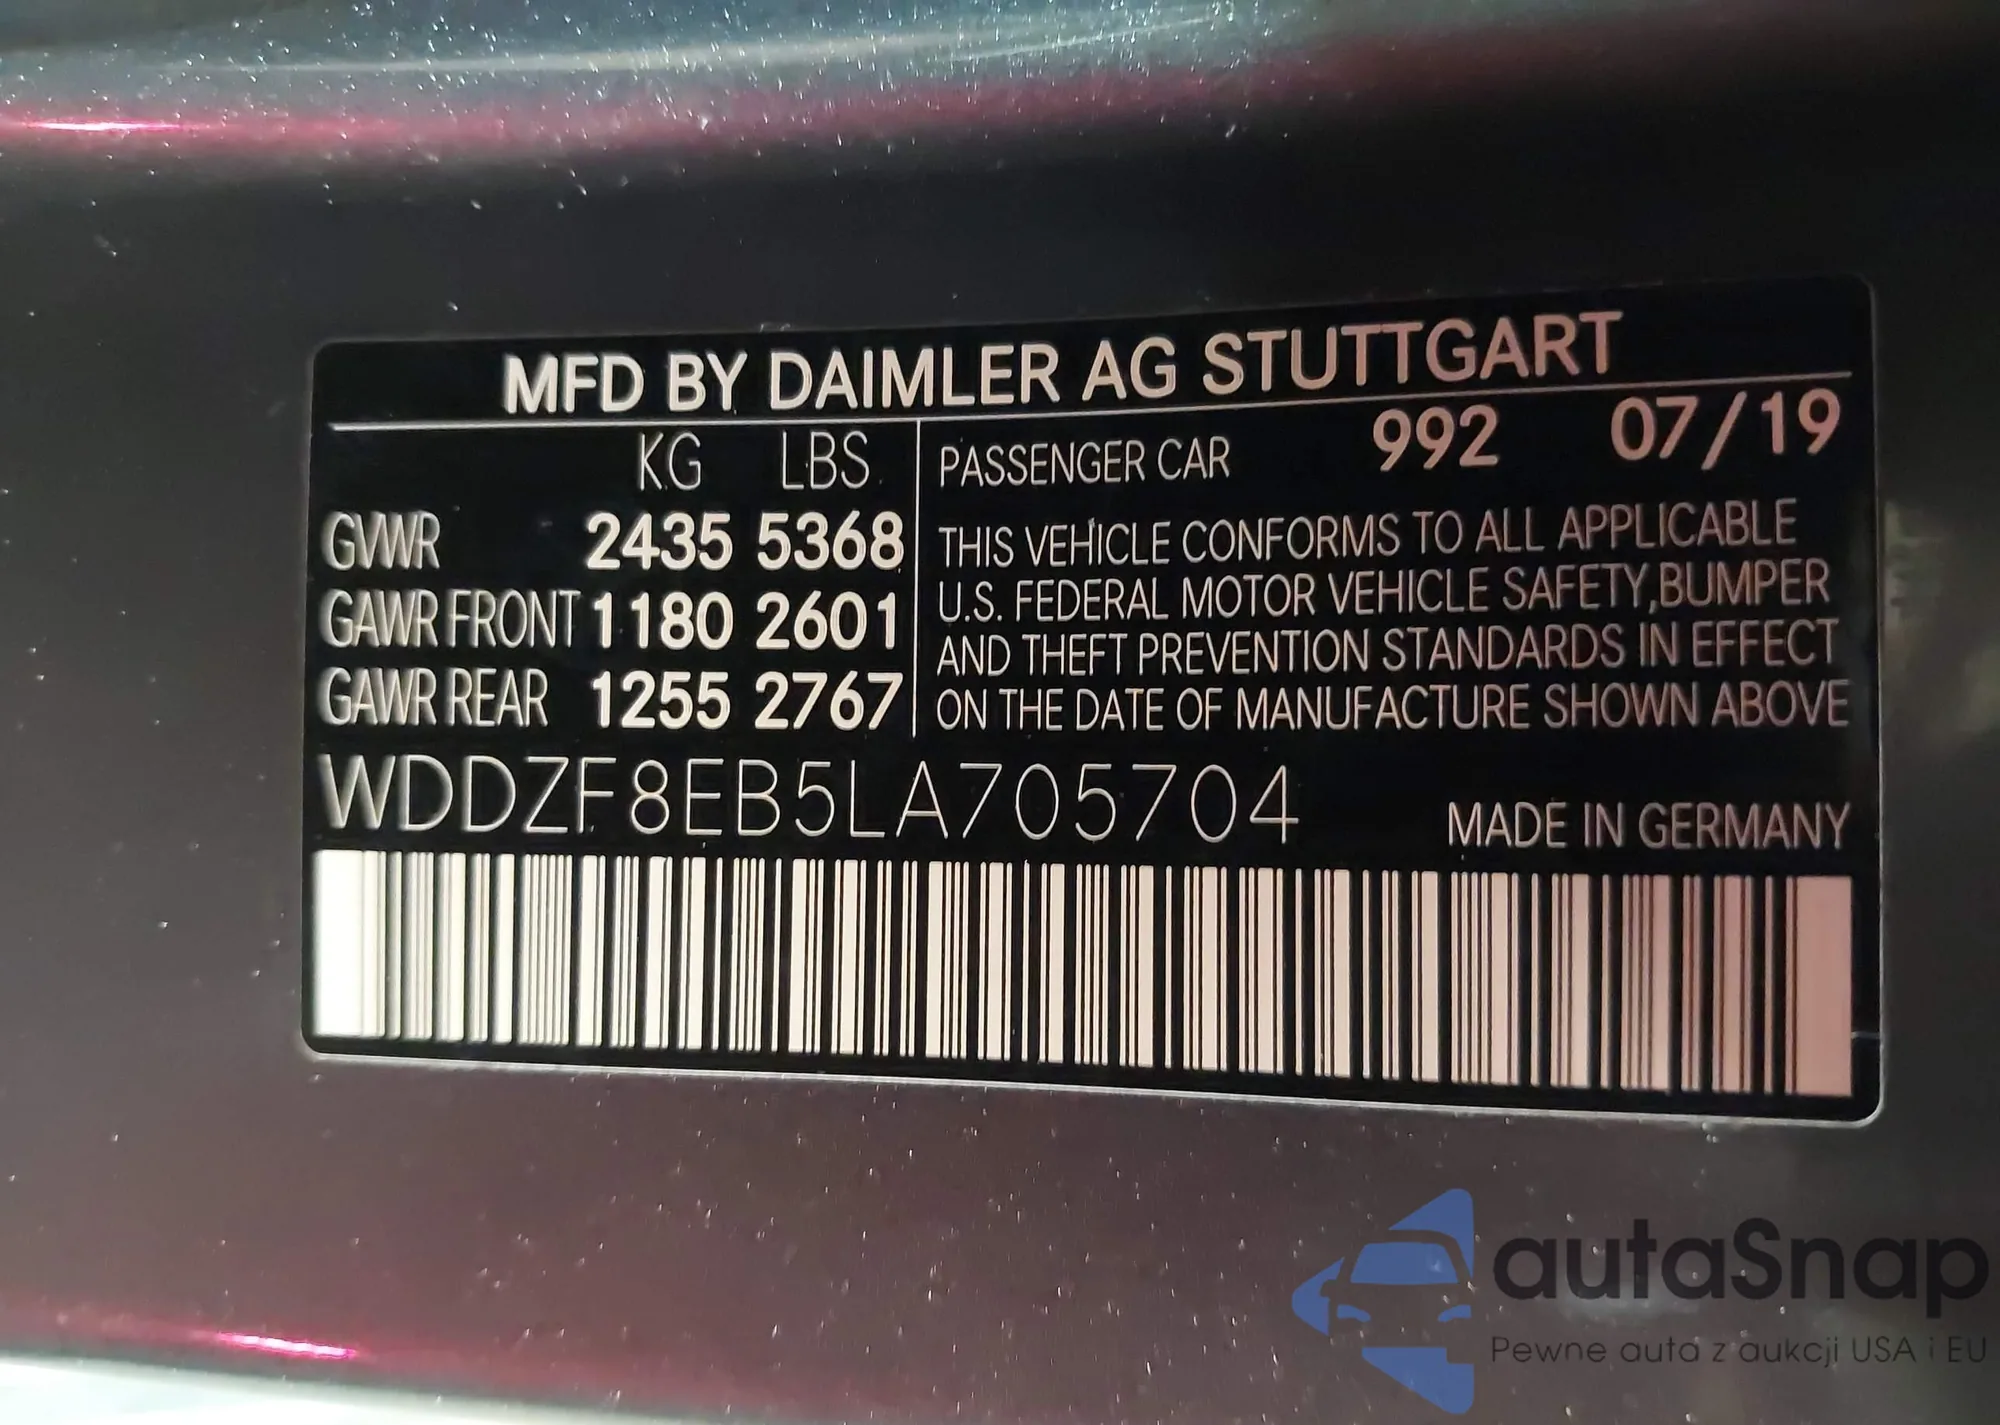 MFD BY DAIMLER AG STUTTGART
KG LBS
GVWR 2435 5368
GAWR FRONT 1180 2601
GAWR REAR 1255 2767
PASSENGER CAR 992 07/19
THIS VEHICLE CONFORMS TO ALL APPLICABLE
U.S. FEDERAL MOTOR VEHICLE SAFETY, BUMPER
AND THEFT PREVENTION STANDARDS IN EFFECT
ON THE DATE OF MANUFACTURE SHOWN ABOVE
WDDZF8EB5LA705704
MADE IN GERMANY
autaSnap
Pewne auta z aukcji USA i EU